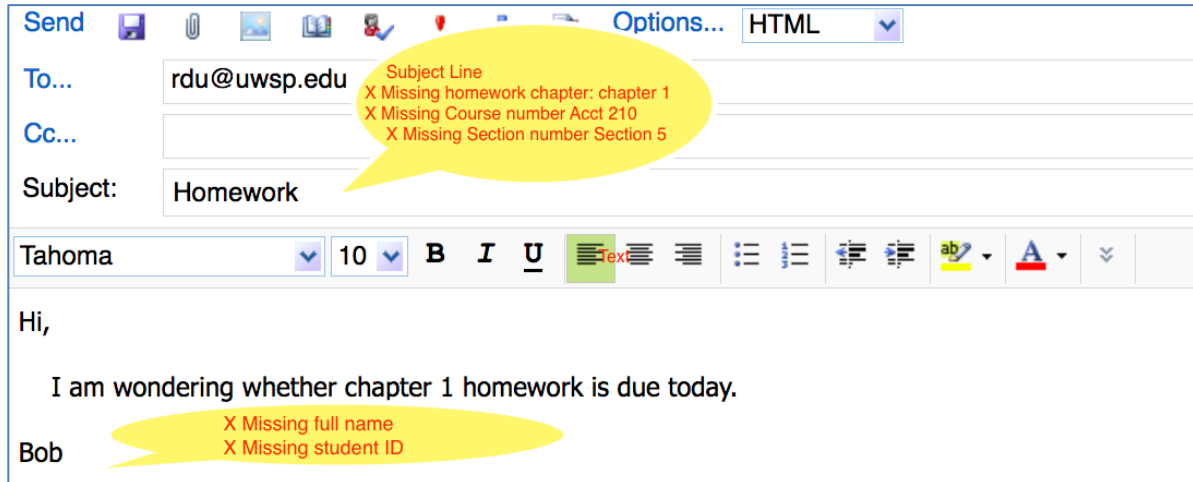 Send Options... HTML
To... rdu@uwsp.edu
Subject Line
X Missing homework chapter: chapter 1
X Missing Course number Acct 210
X Missing Section number Section 5
Cc...
Subject: Homework
Tahoma 10 B I U Text ab A
Hi,
I am wondering whether chapter 1 homework is due today.
X Missing full name
X Missing student ID
Bob